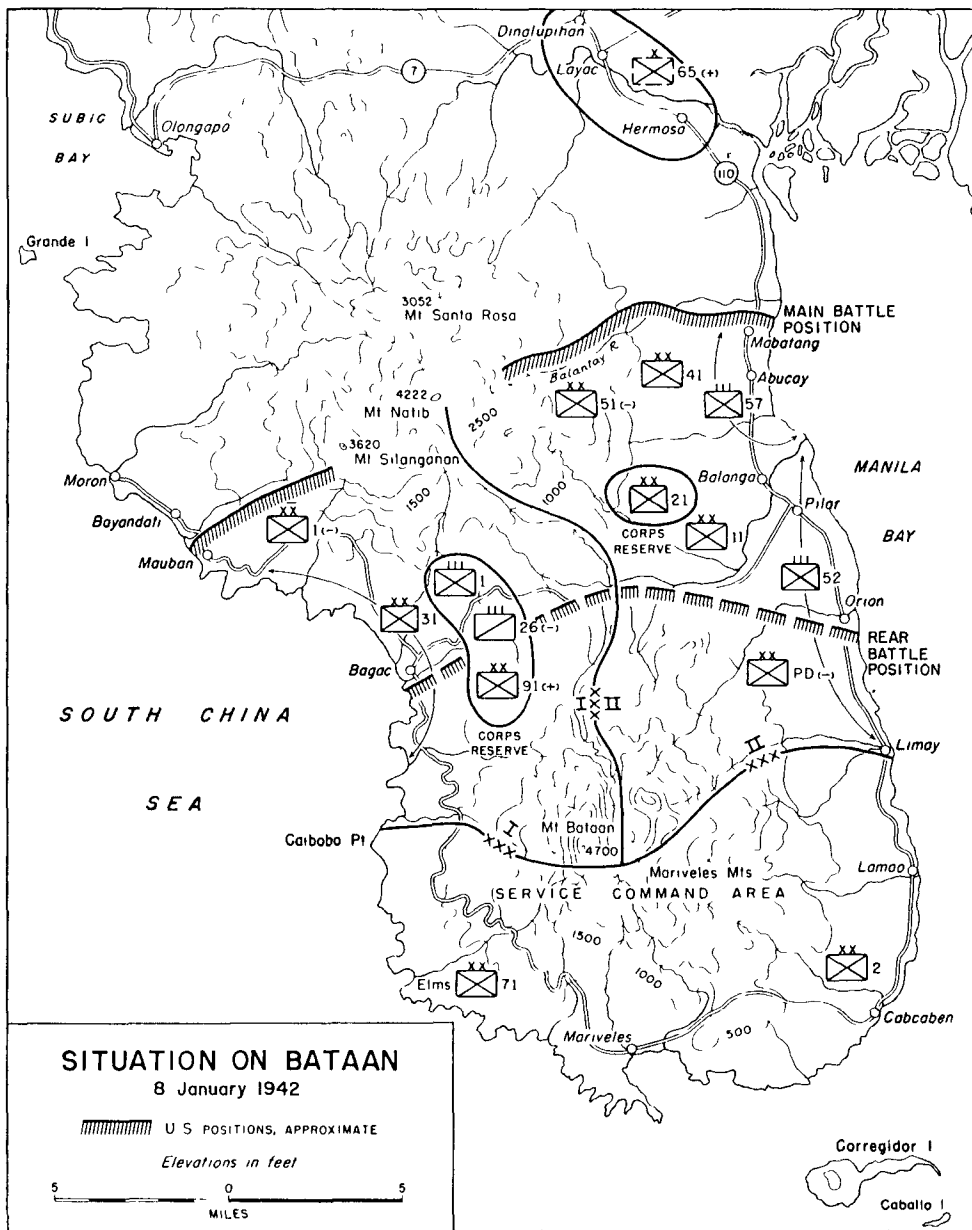 Dinalupihan
Layac
65(+)
7
SUBIC
BAY
Olongapo
Hermosa
110
Grande I
3052
Mt Santa Rosa
MAIN BATTLE
POSITION
Mabatang
Balantay R.
41
Abucay
51(-)
57
4222
Mt Natib
2500
3620
Mt Silanganan
MANILA
BAY
Moron
1500
1000
Balanga
21
Pilar
Bayandati
1(-)
CORPS
RESERVE
11
Mauban
1
52
31
26(-)
Orion
REAR
BATTLE
POSITION
Bagac
91(+)
PD(-)
I
XXX
II
CORPS
RESERVE
SOUTH CHINA
SEA
II
XXX
Limay
Caibobo Pt
I
XXX
Mt Bataan
4700
Mariveles Mts
Lamao
SERVICE COMMAND AREA
1500
1000
Elms
71
2
Cabcaben
500
Mariveles
SITUATION ON BATAAN
8 January 1942
U S POSITIONS, APPROXIMATE
Elevations in feet
5 0 5
MILES
Corregidor I
Caballo I